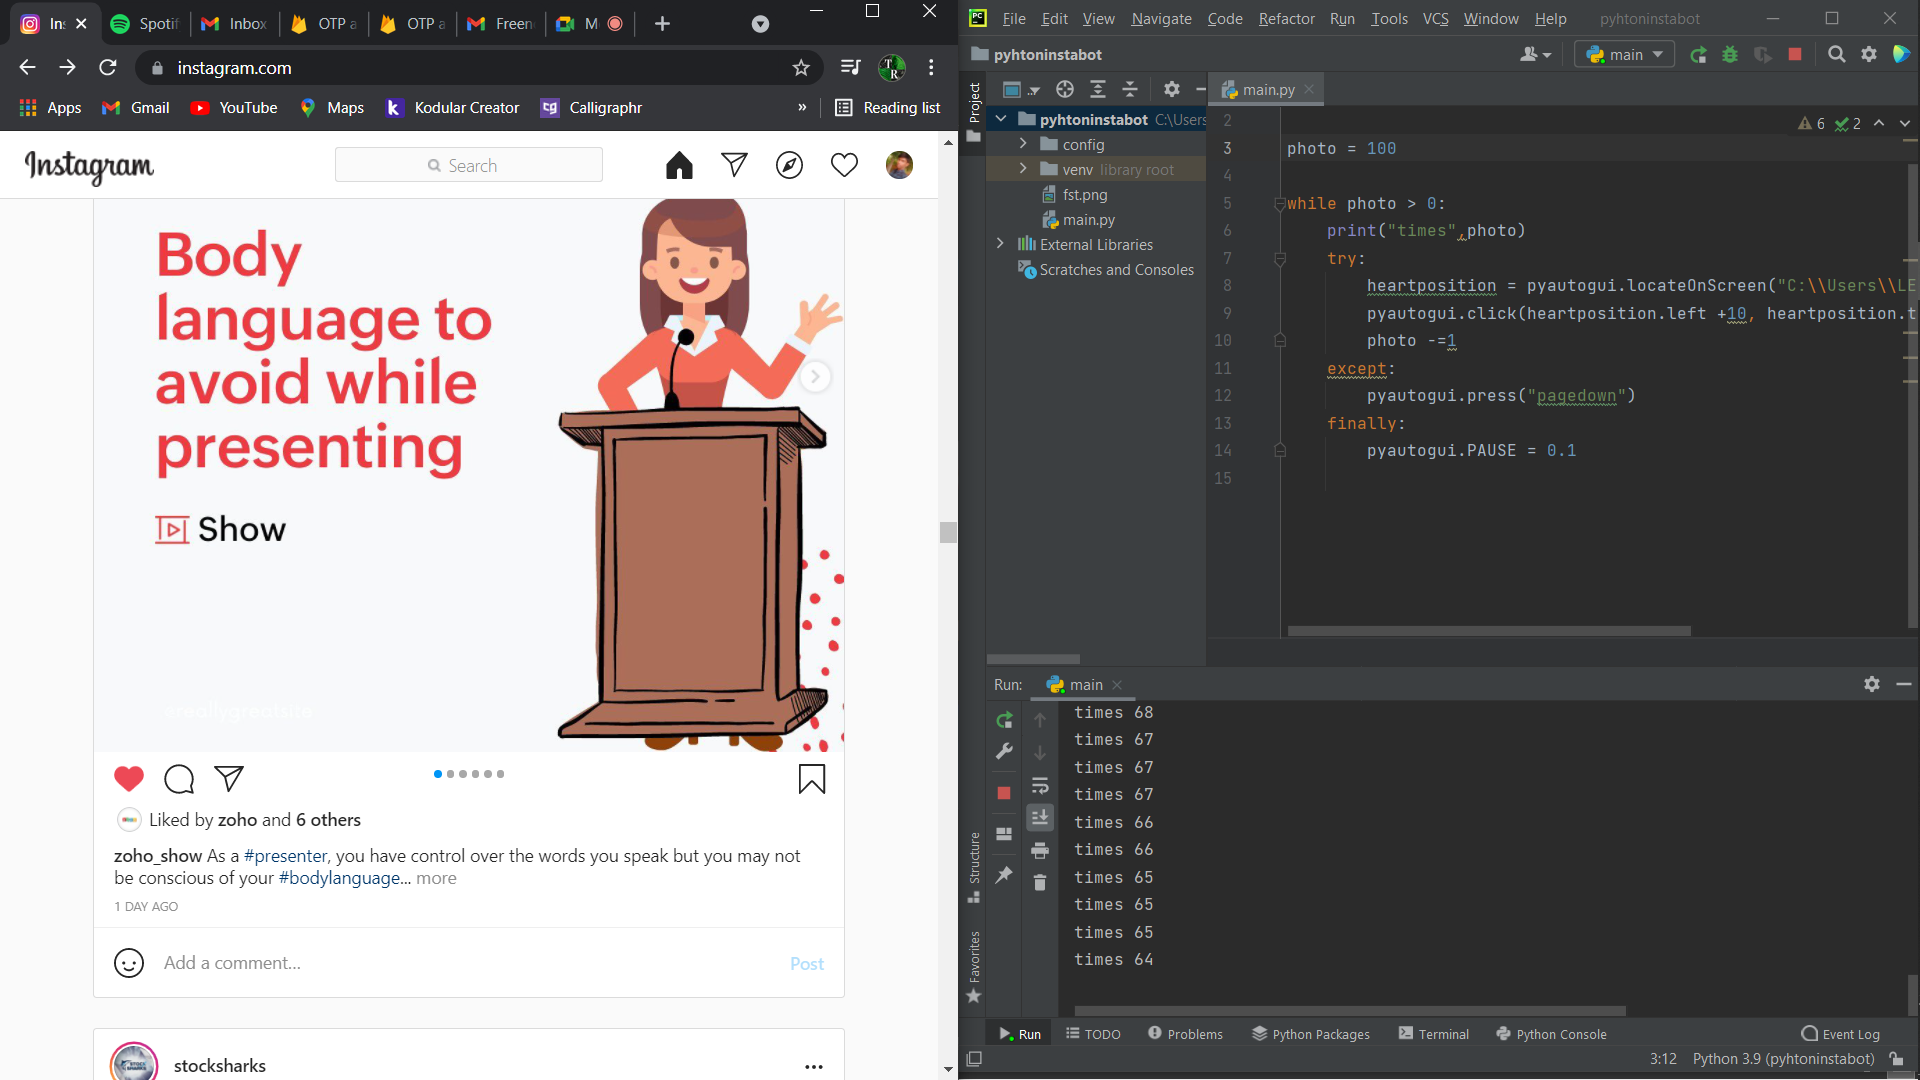 Ins
Spotif
Inbox
OTP a
OTP a
Freen
M
instagram.com
Apps
Gmail
YouTube
Maps
Kodular Creator
Calligraphr
»
Reading list
Instagram
Search
Body
language to
avoid while
presenting
Show
@reallygreatsite
Liked by zoho and 6 others
zoho_show As a #presenter, you have control over the words you speak but you may not
be conscious of your #bodylanguage... more
1 DAY AGO
Add a comment...
Post
stocksharks
File Edit View Navigate Code Refactor Run Tools VCS Window Help
pyhtoninstabot
pyhtoninstabot
main
Project
main.py
pyhtoninstabot C:\Users
config
venv library root
fst.png
main.py
External Libraries
Scratches and Consoles
6 2
2
3 photo = 100
4
5 while photo > 0:
6 print("times",photo)
7 try:
8 heartposition = pyautogui.locateOnScreen("C:\\Users\\LE
9 pyautogui.click(heartposition.left +10, heartposition.t
10 photo -=1
11 except:
12 pyautogui.press("pagedown")
13 finally:
14 pyautogui.PAUSE = 0.1
15
Run: main
times 68
times 67
times 67
times 67
times 66
times 66
times 65
times 65
times 65
times 64
Structure
Favorites
Run
TODO
Problems
Python Packages
Terminal
Python Console
Event Log
3:12 Python 3.9 (pyhtoninstabot)